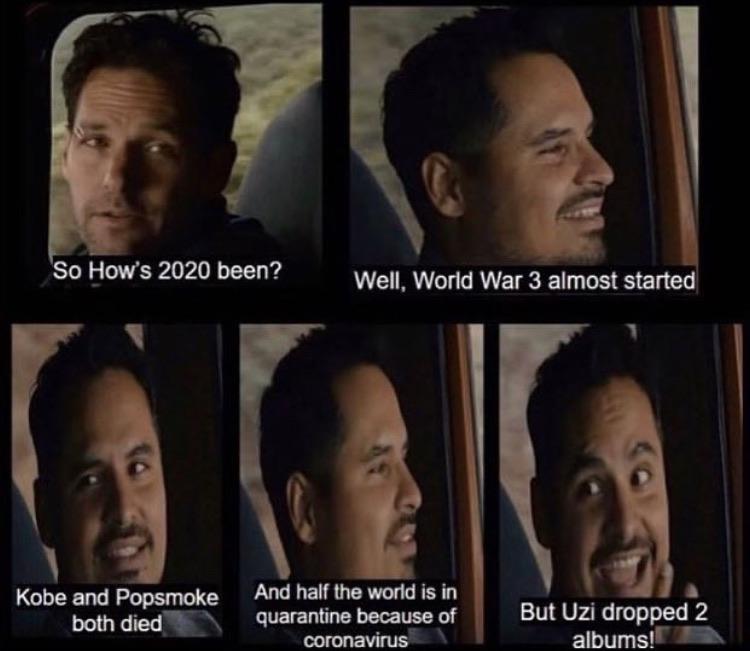 So How's 2020 been?
Well, World War 3 almost started
Kobe and Popsmoke
both died
And half the world is in
quarantine because of
coronavirus
But Uzi dropped 2
albums!